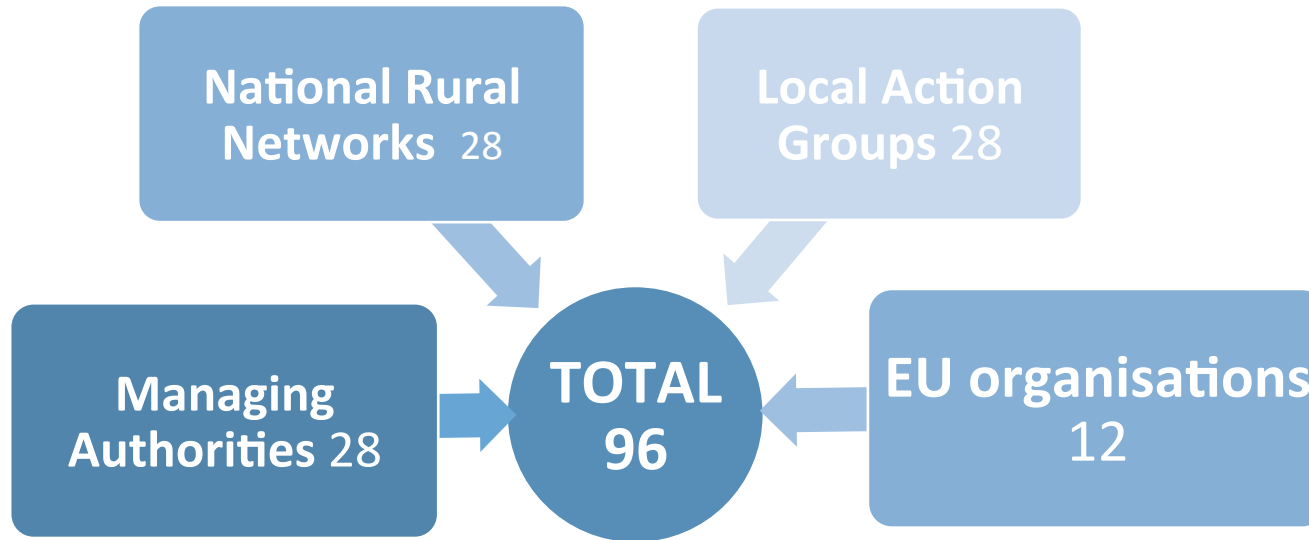 National Rural
Networks 28
Local Action
Groups 28
Managing
Authorities 28
TOTAL
96
EU organisations
12